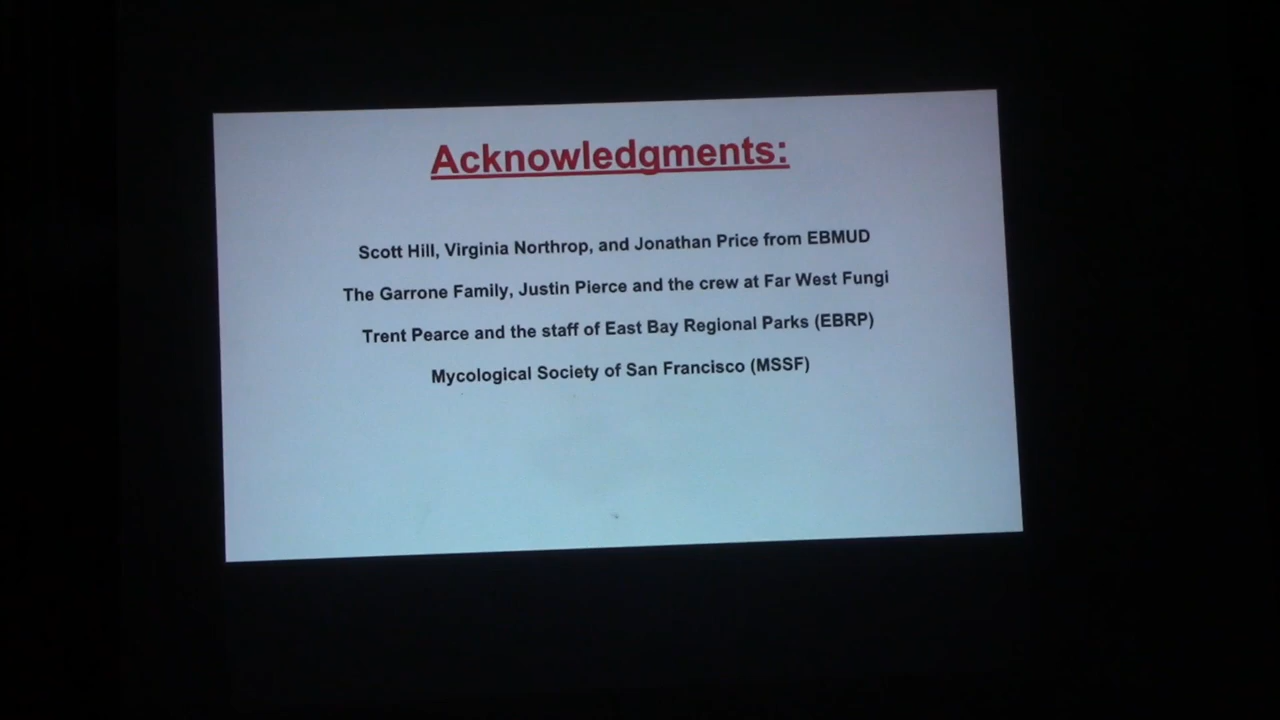 Acknowledgments:
Scott Hill, Virginia Northrop, and Jonathan Price from EBMUD
The Garrone Family, Justin Pierce and the crew at Far West Fungi
Trent Pearce and the staff of East Bay Regional Parks (EBRP)
Mycological Society of San Francisco (MSSF)